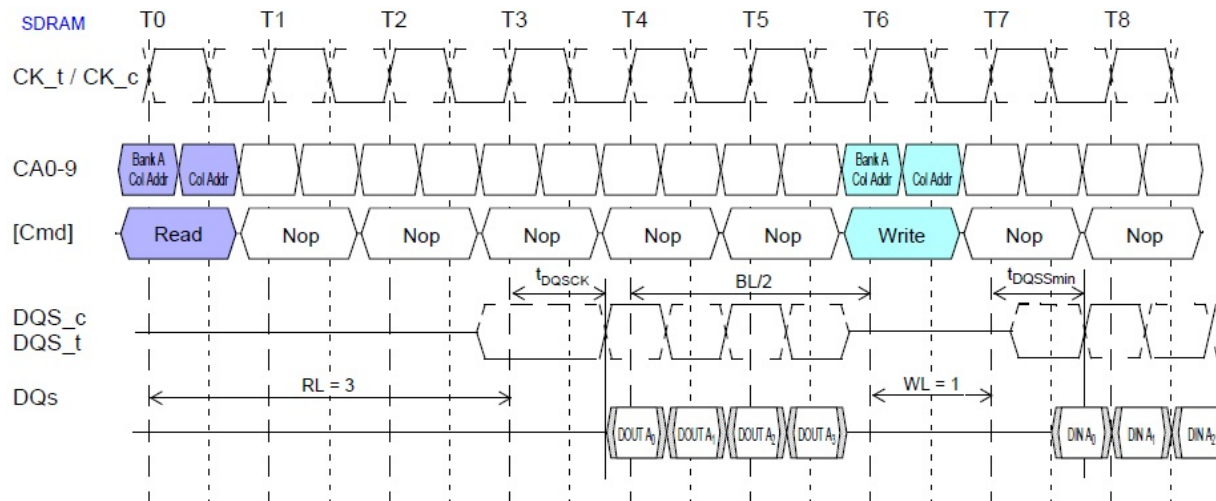 SDRAM T0 T1 T2 T3 T4 T5 T6 T7 T8
CK_t / CK_c
CA0-9 Bank A Col Addr Col Addr Bank A Col Addr Col Addr
[Cmd] Read Nop Nop Nop Nop Nop Write Nop Nop
tDQSCK BL/2 tDQSSmin
DQS_c
DQS_t
RL = 3 WL = 1
DQs
DOUT A0 DOUT A1 DOUT A2 DOUT A3 DIN A0 DIN A1 DIN A2